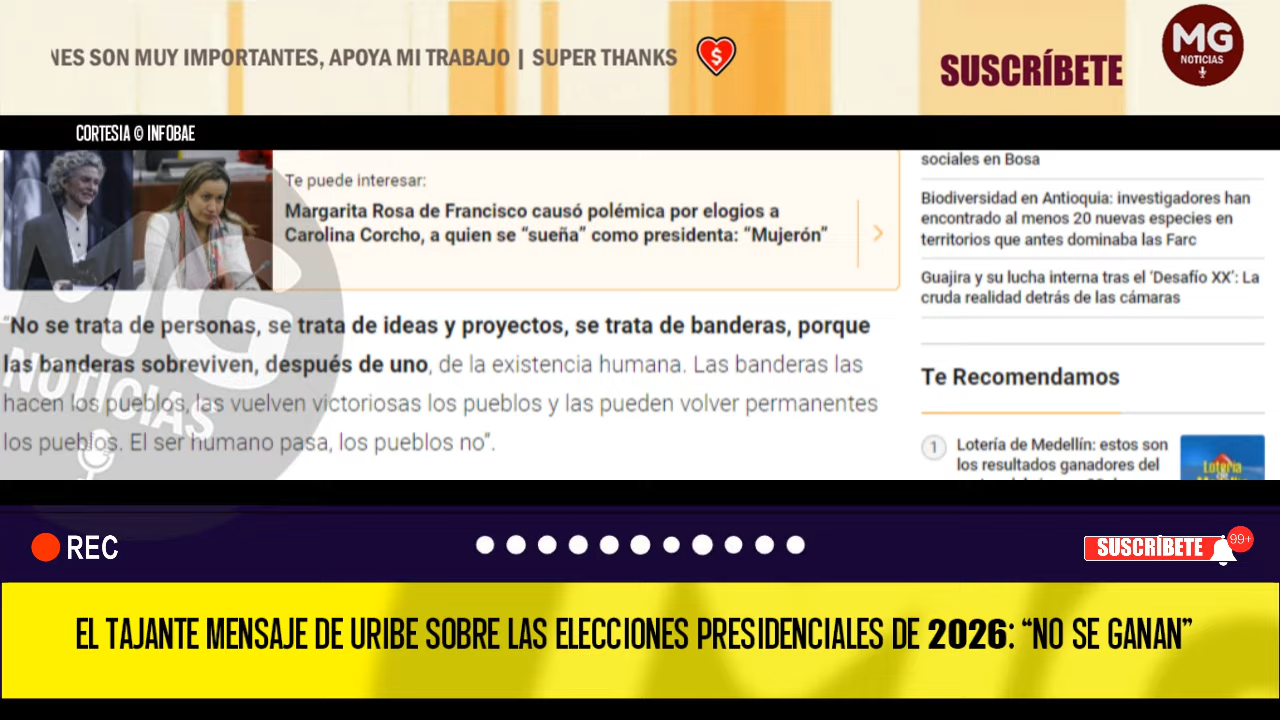 NES SON MUY IMPORTANTES, APOYA MI TRABAJO | SUPER THANKS
$
SUSCRÍBETE
MG
NOTICIAS
CORTESIA © INFOBAE
Te puede interesar:
Margarita Rosa de Francisco causó polémica por elogios a
Carolina Corcho, a quien se “sueña” como presidenta: “Mujerón”
No se trata de personas, se trata de ideas y proyectos, se trata de banderas, porque
las banderas sobreviven, después de uno, de la existencia humana. Las banderas las
hacen los pueblos, las vuelven victoriosas los pueblos y las pueden volver permanentes
los pueblos. El ser humano pasa, los pueblos no”.
MG
NOTICIAS
sociales en Bosa
Biodiversidad en Antioquia: investigadores han
encontrado al menos 20 nuevas especies en
territorios que antes dominaba las Farc
Guajira y su lucha interna tras el ‘Desafío XX’: La
cruda realidad detrás de las cámaras
Te Recomendamos
1
Lotería de Medellín: estos son
los resultados ganadores del
Lotería
REC
SUSCRÍBETE
99+
EL TAJANTE MENSAJE DE URIBE SOBRE LAS ELECCIONES PRESIDENCIALES DE 2026: “NO SE GANAN”